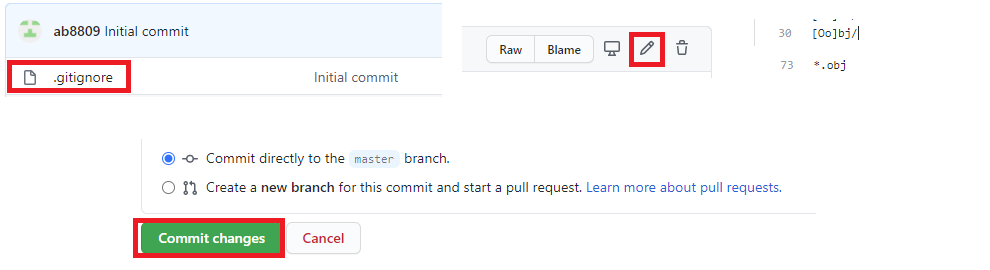 ab8809 Initial commit
.gitignore Initial commit
Raw Blame
30 [Oo]bj/
73 *.obj
Commit directly to the master branch.
Create a new branch for this commit and start a pull request. Learn more about pull requests.
Commit changes Cancel